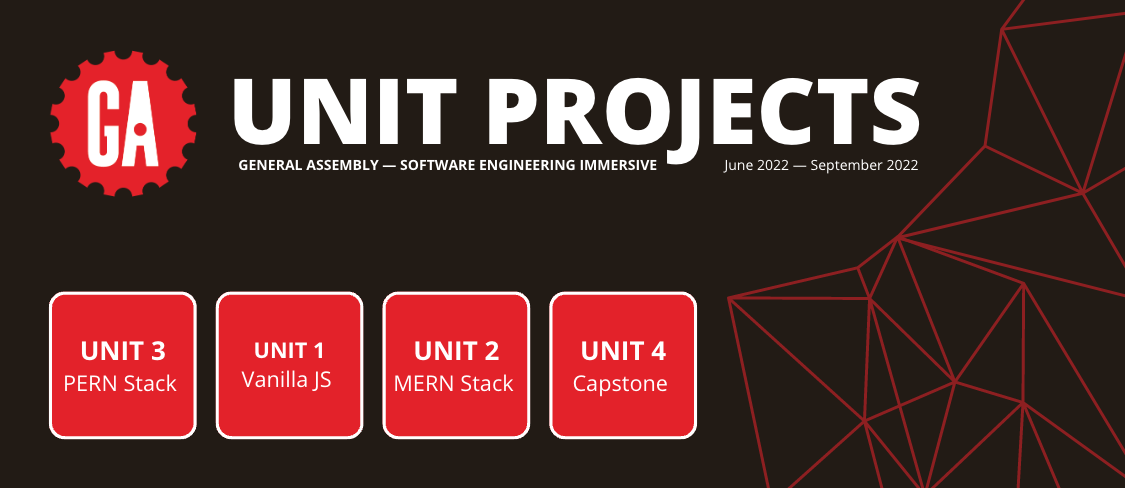 GA
UNIT PROJECTS
GENERAL ASSEMBLY — SOFTWARE ENGINEERING IMMERSIVE
June 2022 — September 2022
UNIT 3
PERN Stack
UNIT 1
Vanilla JS
UNIT 2
MERN Stack
UNIT 4
Capstone